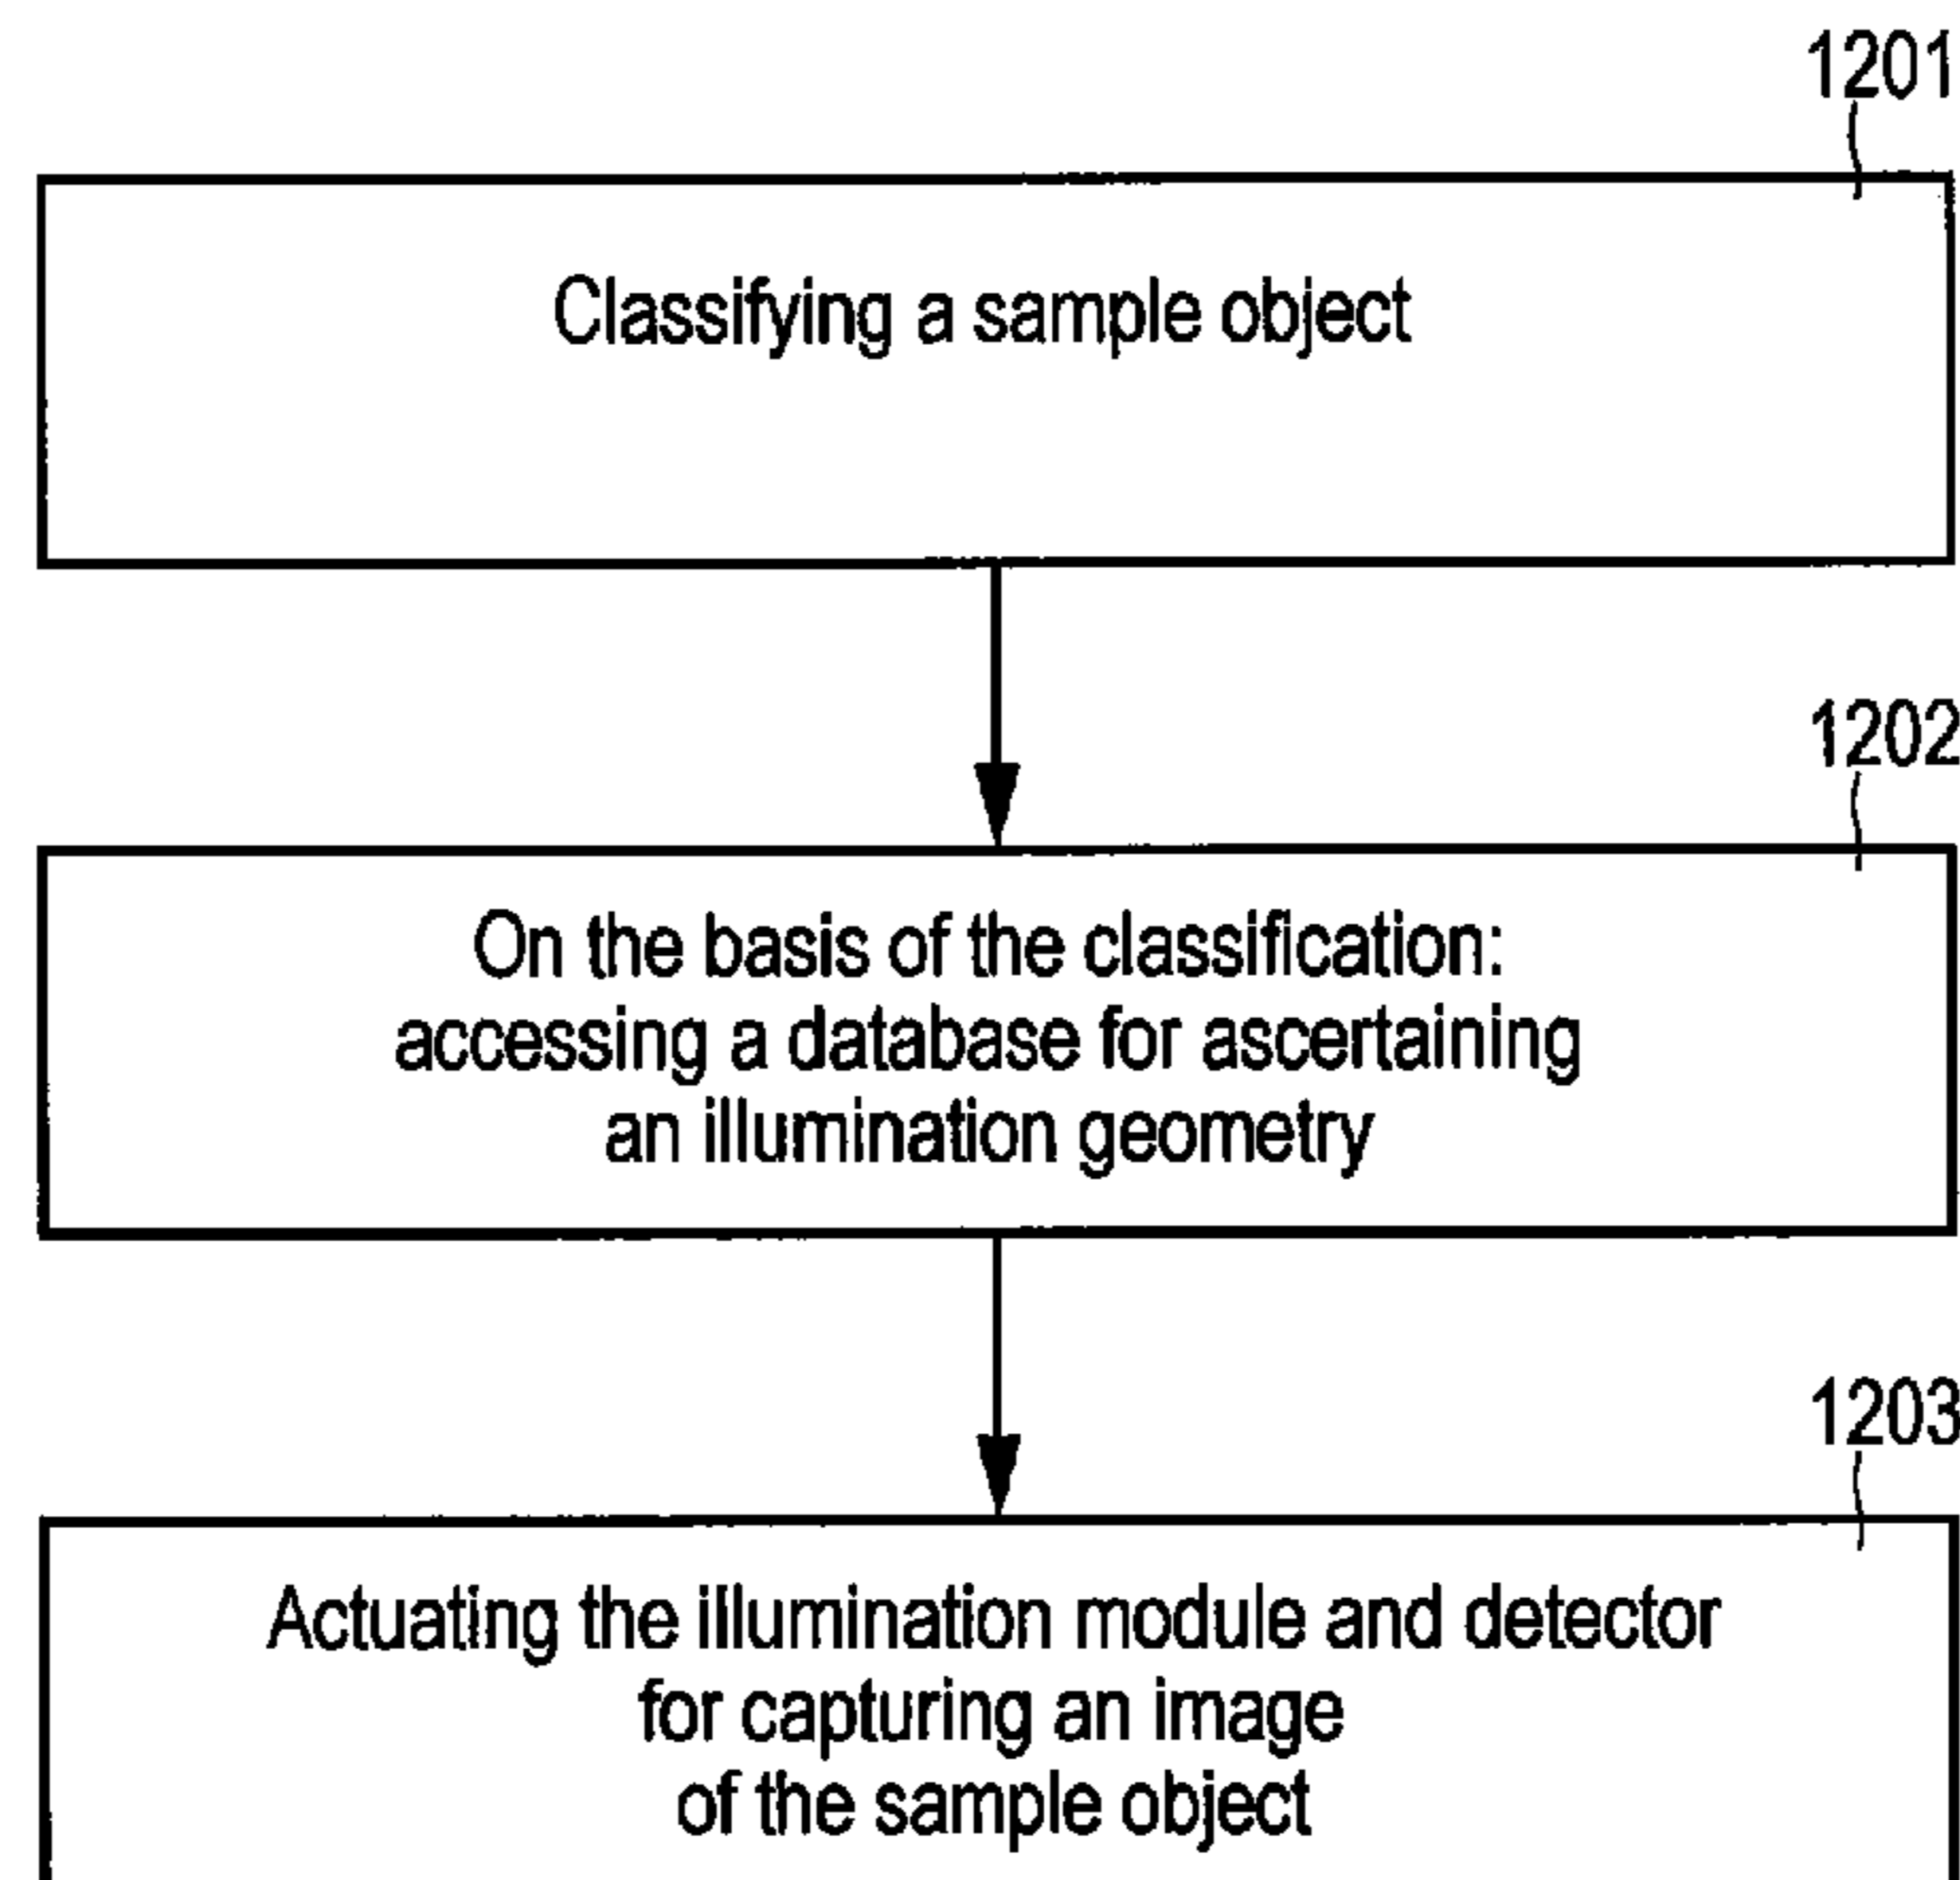 1201
Classifying a sample object
1202
On the basis of the classification:
accessing a database for ascertaining
an illumination geometry
1203
Actuating the illumination module and detector
for capturing an image
of the sample object